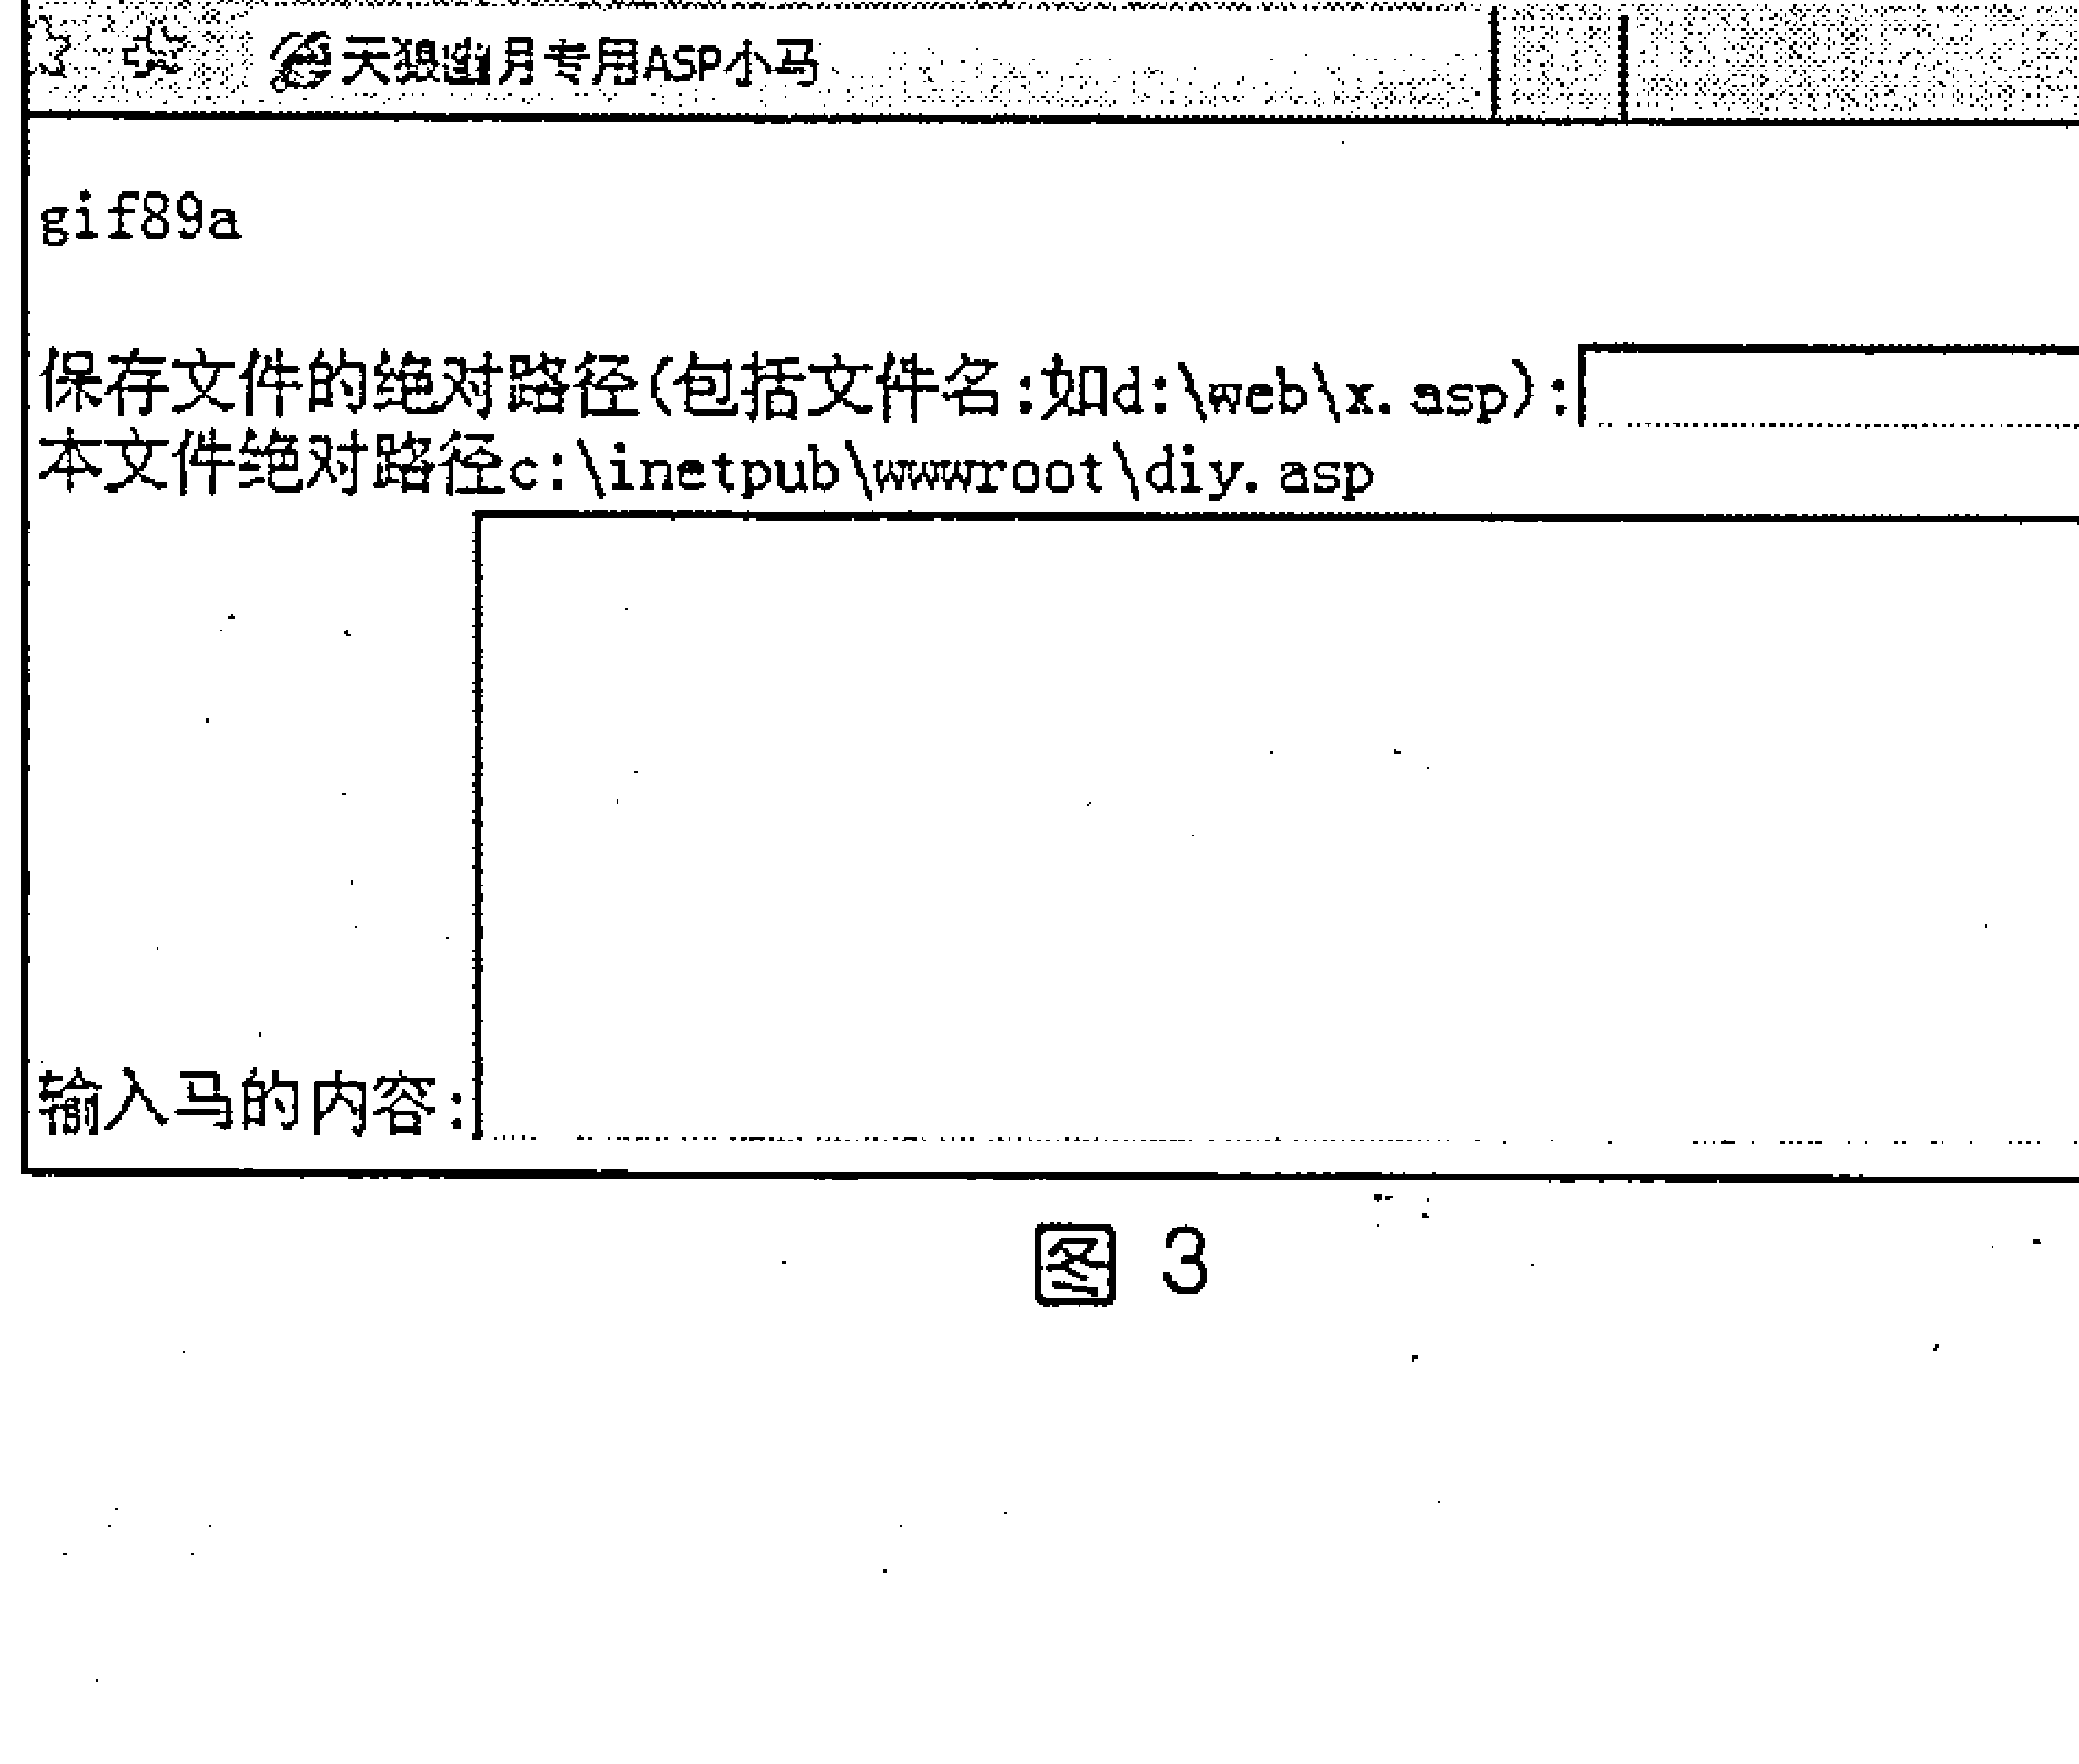 天狼幽月专用ASP小马
gif89a
保存文件的绝对路径(包括文件名:如d:\web\x.asp):
本文件绝对路径c:\inetpub\wwwroot\diy.asp
输入马的内容:
图 3